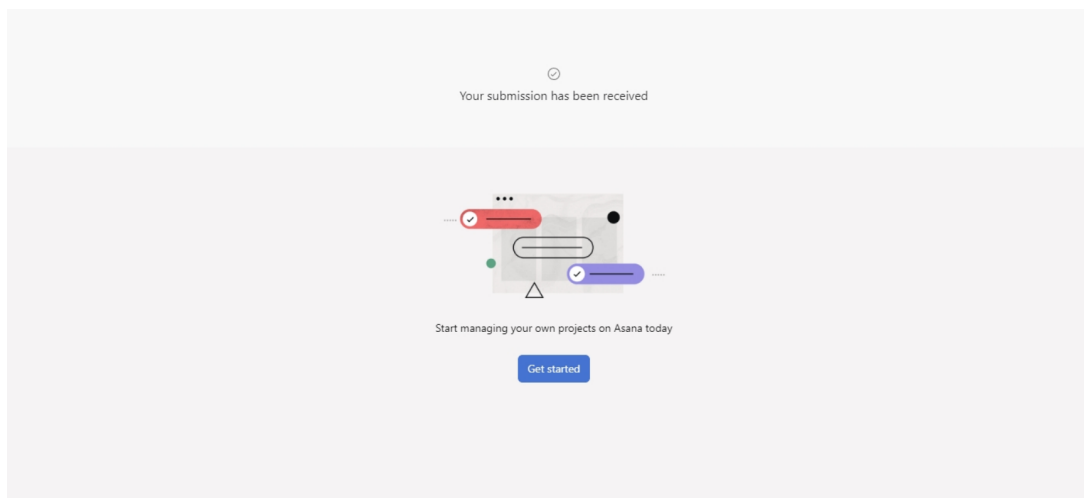 Your submission has been received
Start managing your own projects on Asana today
Get started